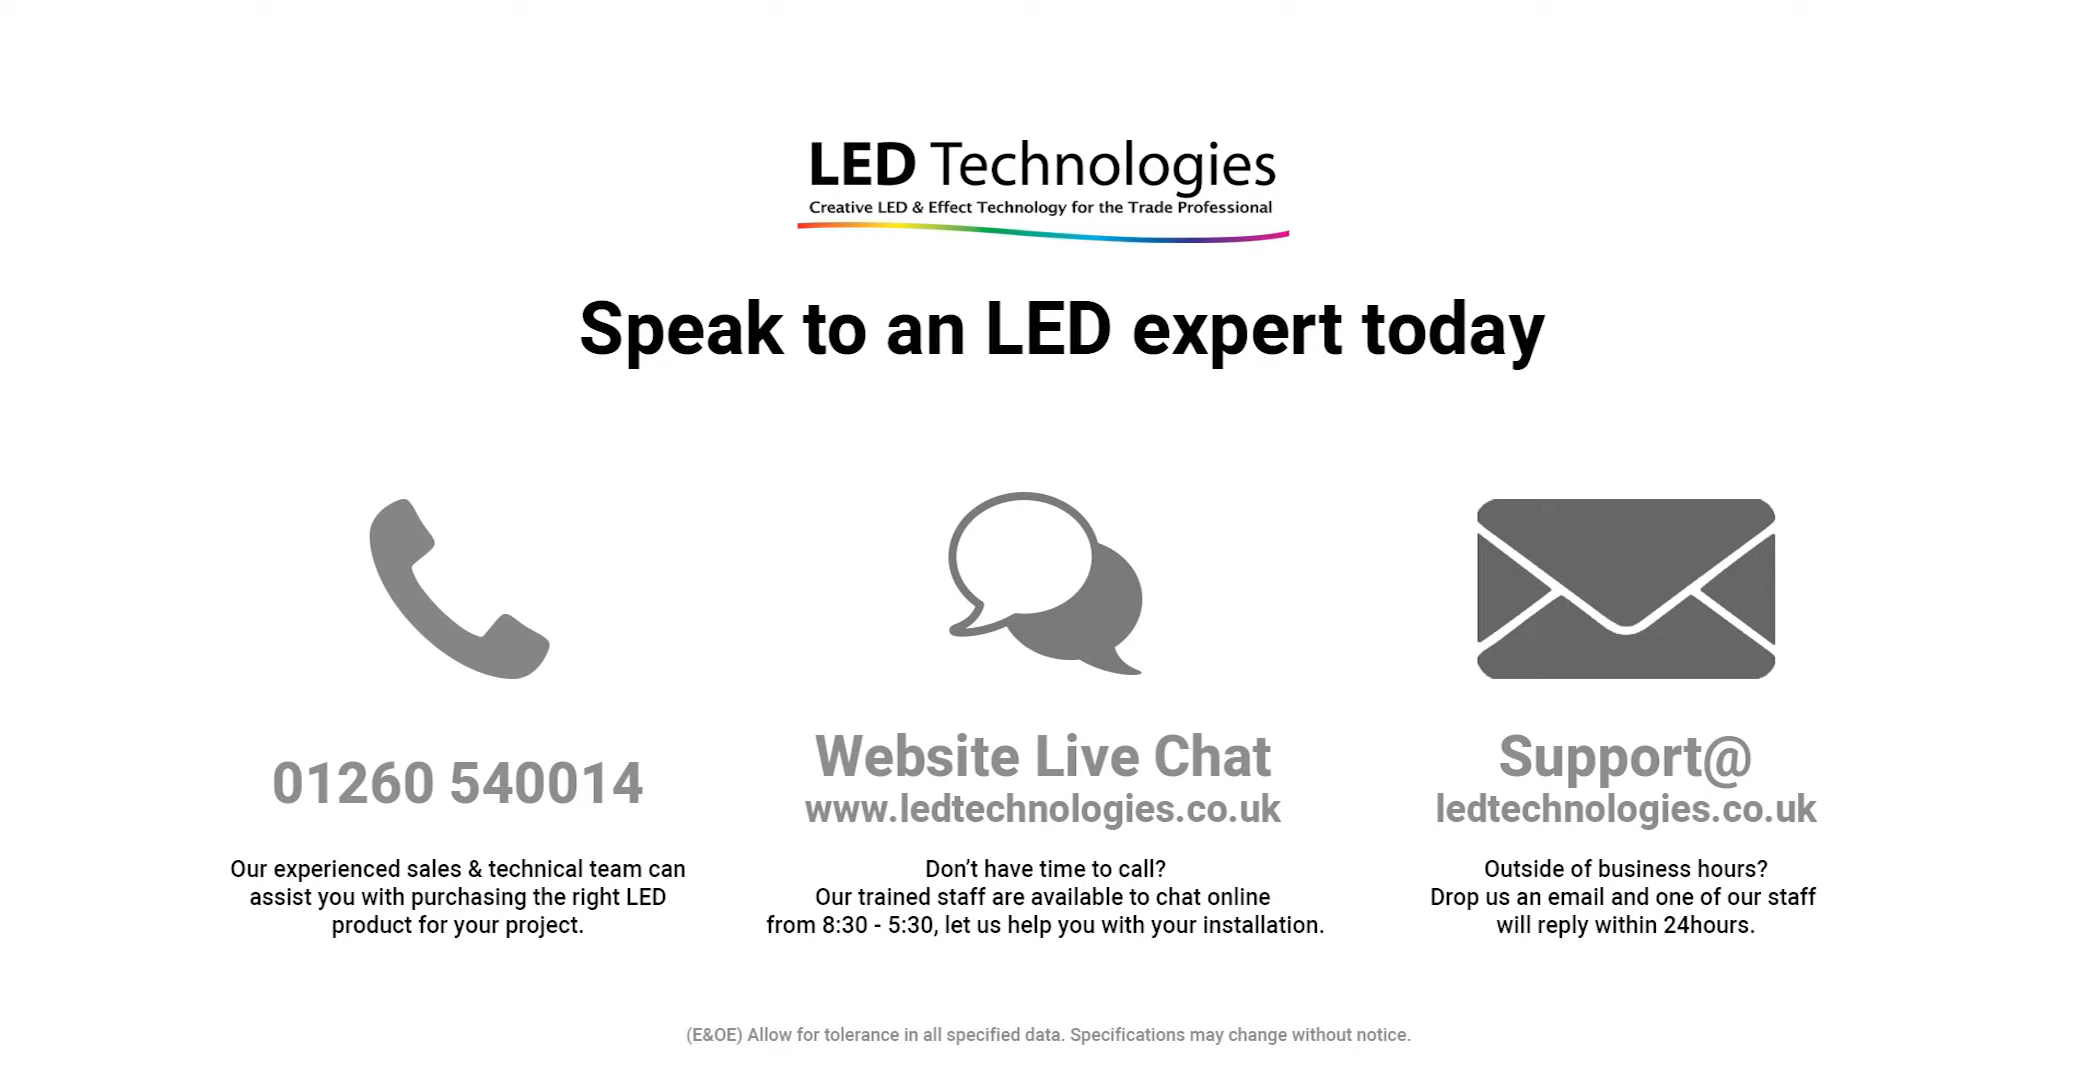 LED Technologies
Creative LED & Effect Technology for the Trade Professional
Speak to an LED expert today
01260 540014
Our experienced sales & technical team can
assist you with purchasing the right LED
product for your project.
Website Live Chat
www.ledtechnologies.co.uk
Don’t have time to call?
Our trained staff are available to chat online
from 8:30 - 5:30, let us help you with your installation.
Support@
ledtechnologies.co.uk
Outside of business hours?
Drop us an email and one of our staff
will reply within 24hours.
(E&OE) Allow for tolerance in all specified data. Specifications may change without notice.